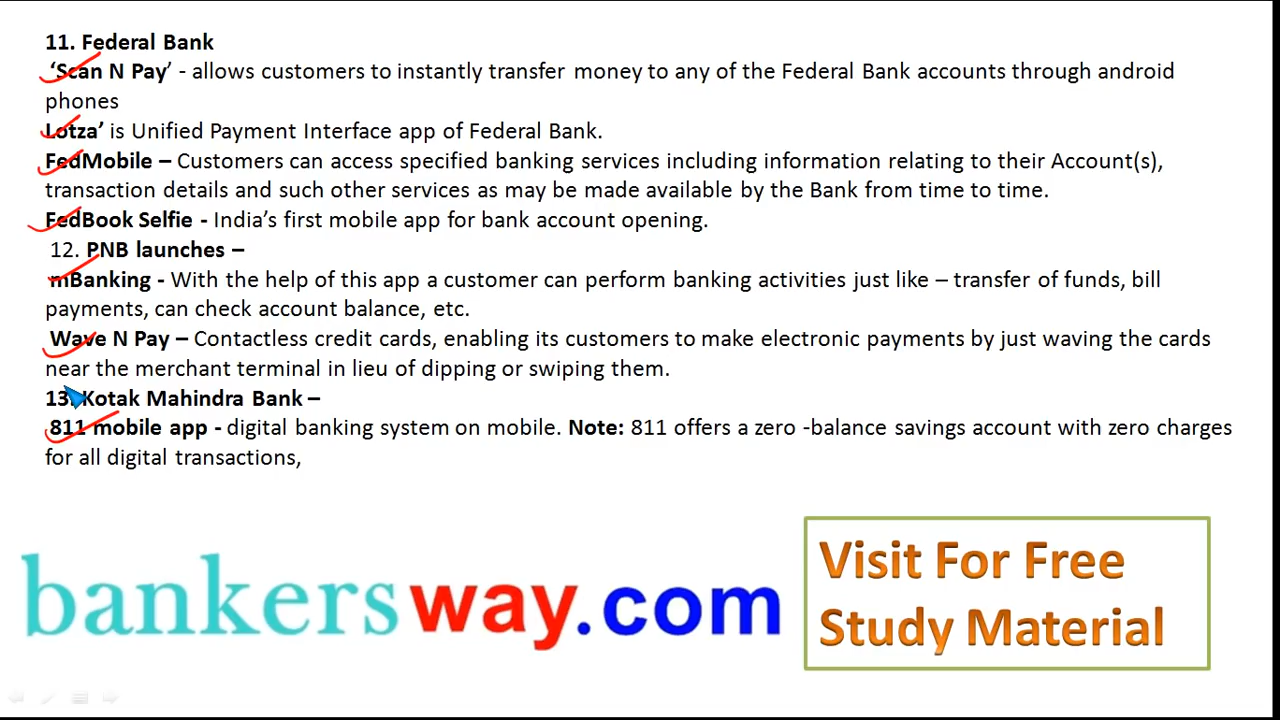 11. Federal Bank
‘Scan N Pay’ - allows customers to instantly transfer money to any of the Federal Bank accounts through android
phones
Lotza’ is Unified Payment Interface app of Federal Bank.
FedMobile – Customers can access specified banking services including information relating to their Account(s),
transaction details and such other services as may be made available by the Bank from time to time.
FedBook Selfie - India’s first mobile app for bank account opening.
12. PNB launches –
mBanking - With the help of this app a customer can perform banking activities just like – transfer of funds, bill
payments, can check account balance, etc.
Wave N Pay – Contactless credit cards, enabling its customers to make electronic payments by just waving the cards
near the merchant terminal in lieu of dipping or swiping them.
13. Kotak Mahindra Bank –
811 mobile app - digital banking system on mobile. Note: 811 offers a zero -balance savings account with zero charges
for all digital transactions,
bankersway.com
Visit For Free
Study Material